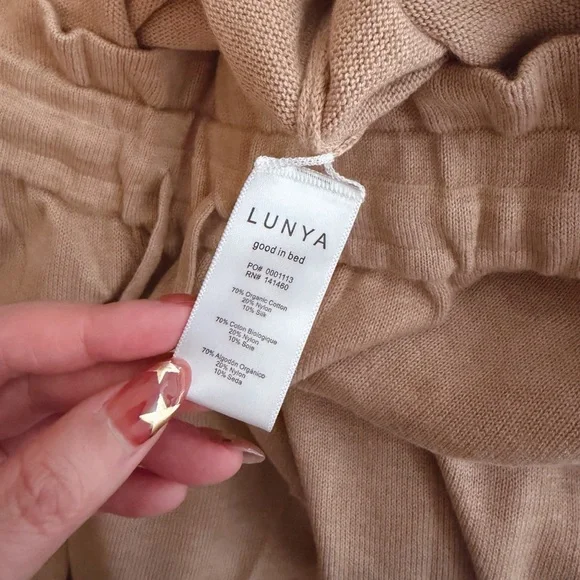 LUNYA
good in bed
PO# 0001113
RN# 141460
70% Organic Cotton
20% Nylon
10% Silk
70% Coton Biologique
20% Nylon
10% Soie
70% Algodón Orgánico
20% Nylon
10% Seda